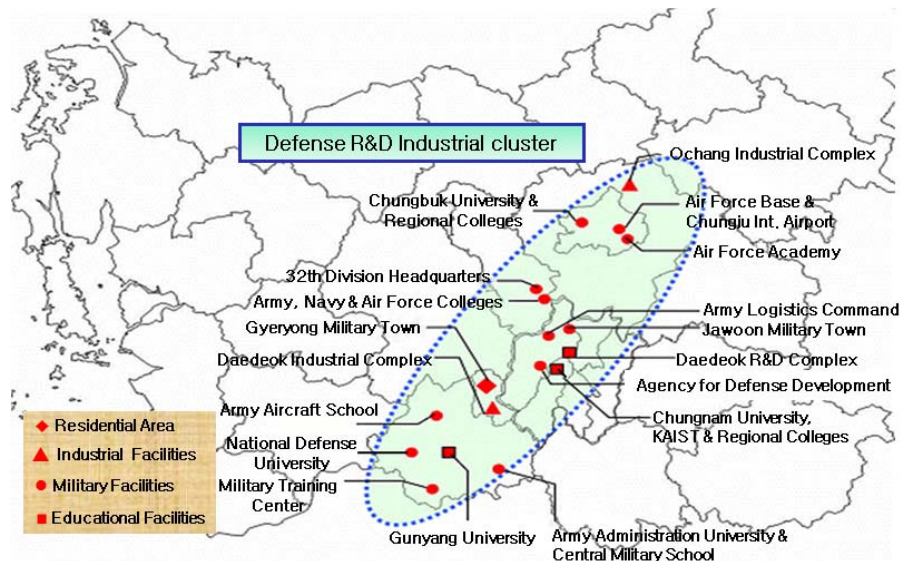 Defense R&D Industrial cluster
Ochang Industrial Complex
Chungbuk University &
Regional Colleges
Air Force Base &
Chungju Int. Airport
Air Force Academy
32th Division Headquarters
Army, Navy & Air Force Colleges
Gyeryong Military Town
Army Logistics Command
Jawoon Military Town
Daedeok Industrial Complex
Daedeok R&D Complex
Agency for Defense Development
Army Aircraft School
Chungnam University,
KAIST & Regional Colleges
National Defense
University
Military Training
Center
Gunyang University
Army Administration University &
Central Military School
Residential Area
Industrial Facilities
Military Facilities
Educational Facilities